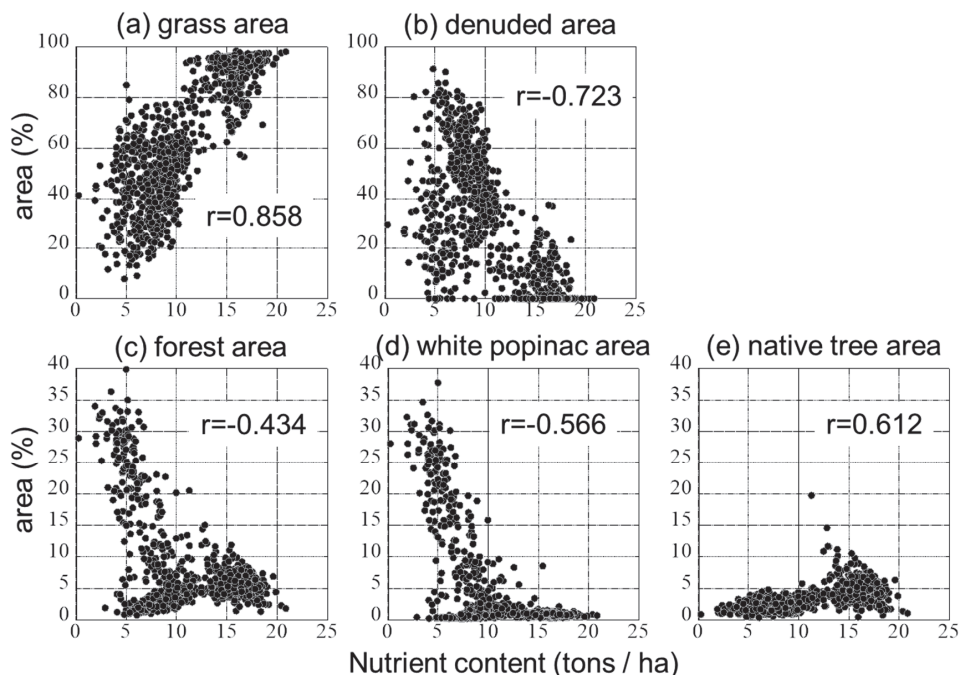 (a) grass area
(b) denuded area
100
80
60
40
20
0
area (%)
r=0.858
r=-0.723
0 5 10 15 20 25
0 5 10 15 20 25
(c) forest area
(d) white popinac area
(e) native tree area
40
35
30
25
20
15
10
5
0
area (%)
r=-0.434
r=-0.566
r=0.612
0 5 10 15 20 25
0 5 10 15 20 25
0 5 10 15 20 25
Nutrient content (tons / ha)